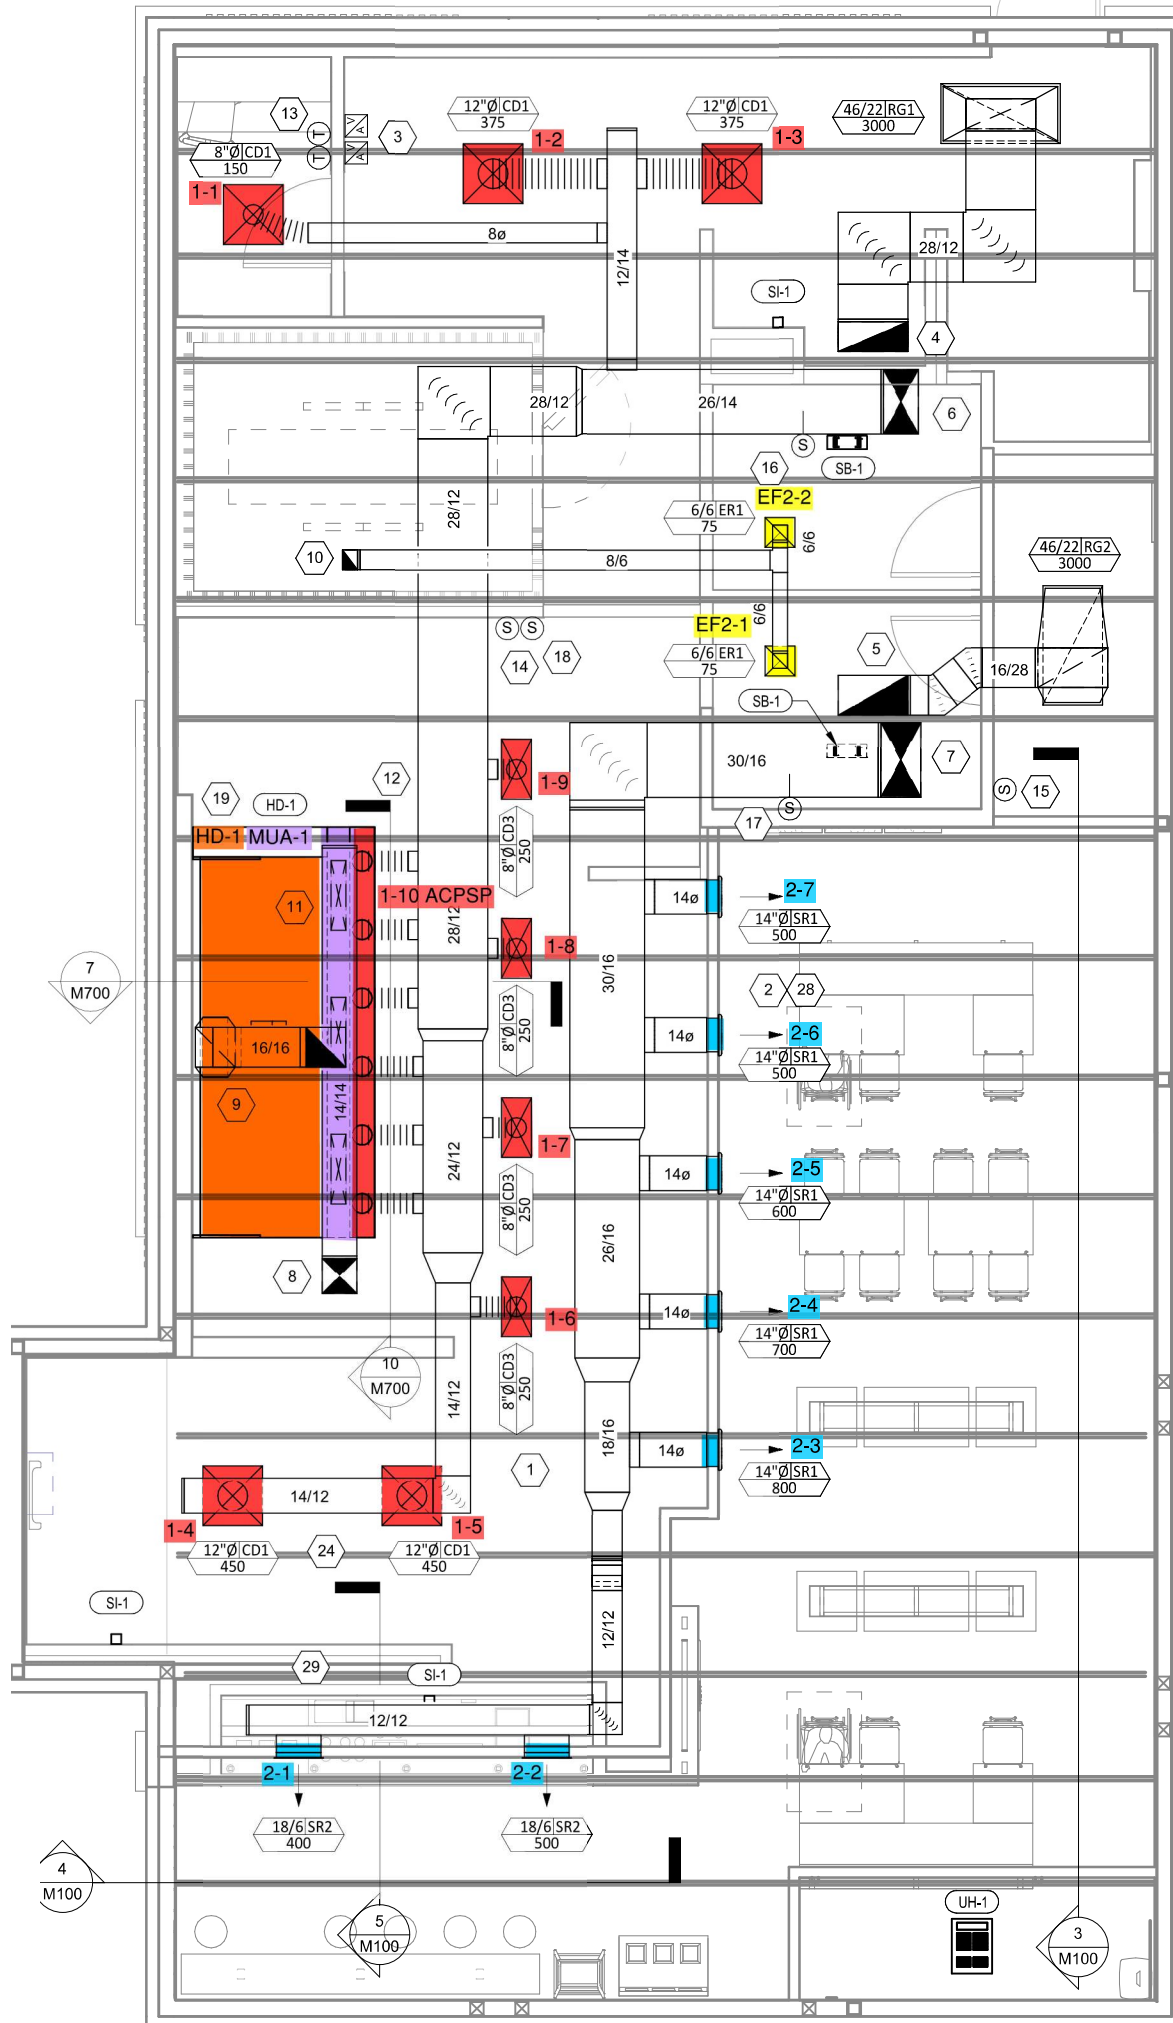 12"Ø CD1
375
12"Ø CD1
375
46/22 RG1
3000
13
3
1-2
1-3
T
T
V
A
V
A
8"Ø CD1
150
1-1
8ø
12/14
28/12
SI-1
4
28/12
26/14
6
S
SB-1
16
EF2-2
28/12
6/6 ER1
75
6/6
46/22 RG2
3000
10
8/6
6/6
EF2-1
S
S
14
18
6/6 ER1
75
5
16/28
SB-1
30/16
7
12
1-9
S
15
19
HD-1
S
17
HD-1
MUA-1
8"Ø CD3
250
1-10 ACPSP
11
28/12
14ø
2-7
14"Ø SR1
500
1-8
7
M700
30/16
2
28
8"Ø CD3
250
14ø
2-6
14"Ø SR1
500
16/16
14/14
9
1-7
24/12
14ø
2-5
14"Ø SR1
600
8"Ø CD3
250
26/16
8
1-6
14ø
2-4
14"Ø SR1
700
10
M700
8"Ø CD3
250
14/12
18/16
14ø
2-3
14"Ø SR1
800
1
14/12
1-4
1-5
12"Ø CD1
450
24
12"Ø CD1
450
SI-1
12/12
29
SI-1
12/12
2-1
2-2
18/6 SR2
400
18/6 SR2
500
4
M100
UH-1
5
M100
3
M100